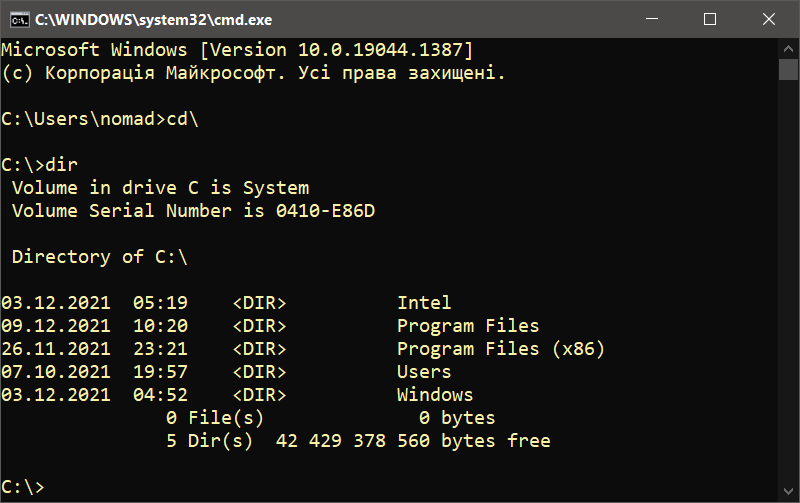 C:\WINDOWS\system32\cmd.exe
Microsoft Windows [Version 10.0.19044.1387]
(c) Корпорація Майкрософт. Усі права захищені.
C:\Users\nomad>cd\
C:\>dir
Volume in drive C is System
Volume Serial Number is 0410-E86D
Directory of C:\
03.12.2021  05:19    <DIR>          Intel
09.12.2021  10:20    <DIR>          Program Files
26.11.2021  23:21    <DIR>          Program Files (x86)
07.10.2021  19:57    <DIR>          Users
03.12.2021  04:52    <DIR>          Windows
0 File(s)              0 bytes
5 Dir(s)  42 429 378 560 bytes free
C:\>